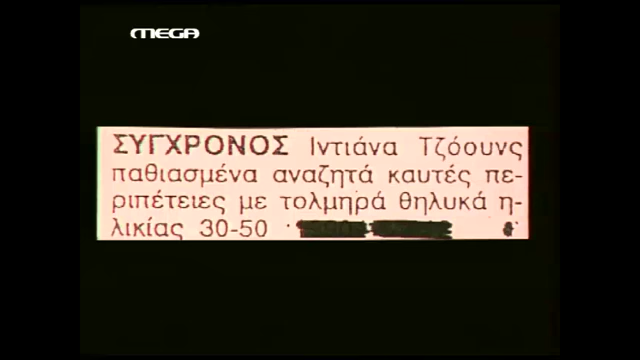 MEGA
ΣΥΓΧΡΟΝΟΣ Ιντιάνα Τζόουνς
παθιασμένα αναζητά καυτές πε-
ριπέτειες με τολμηρά θηλυκά η-
λικίας 30-50